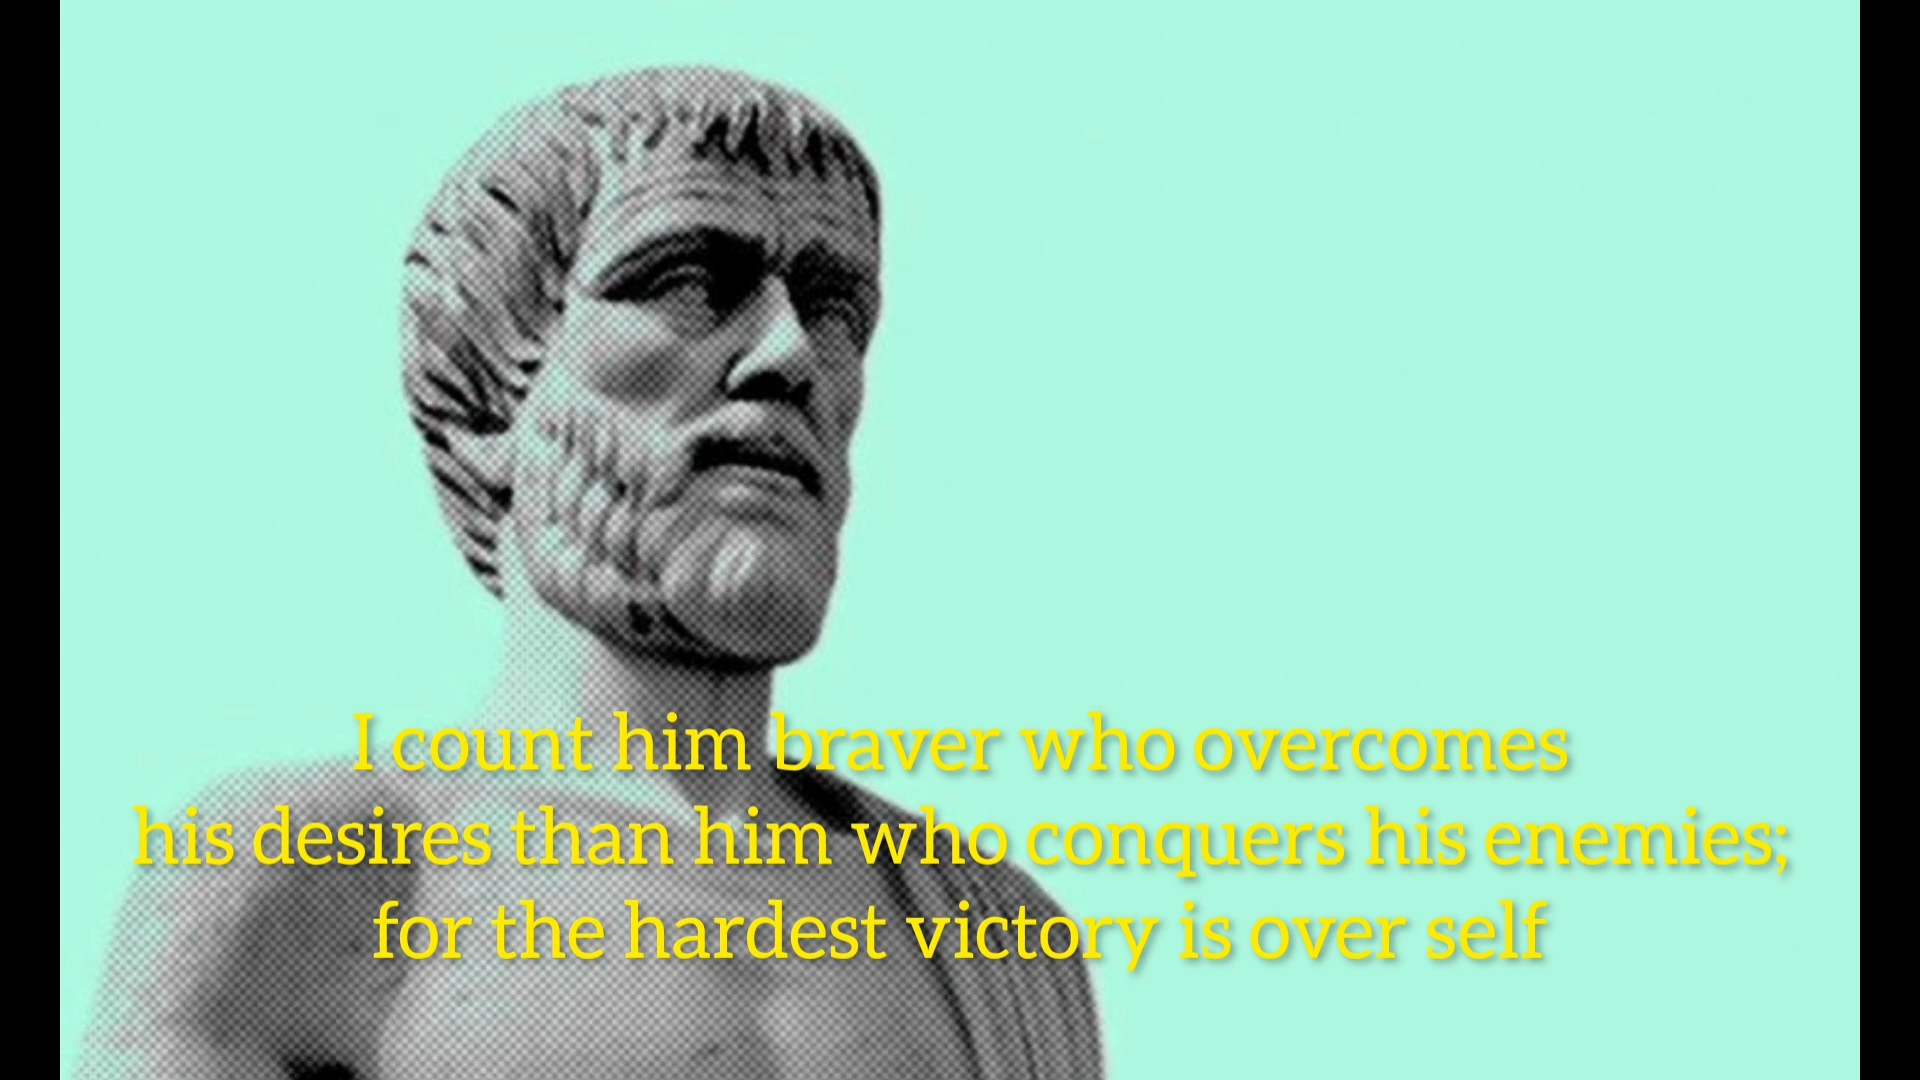 I count him braver who overcomes
his desires than him who conquers his enemies;
for the hardest victory is over self